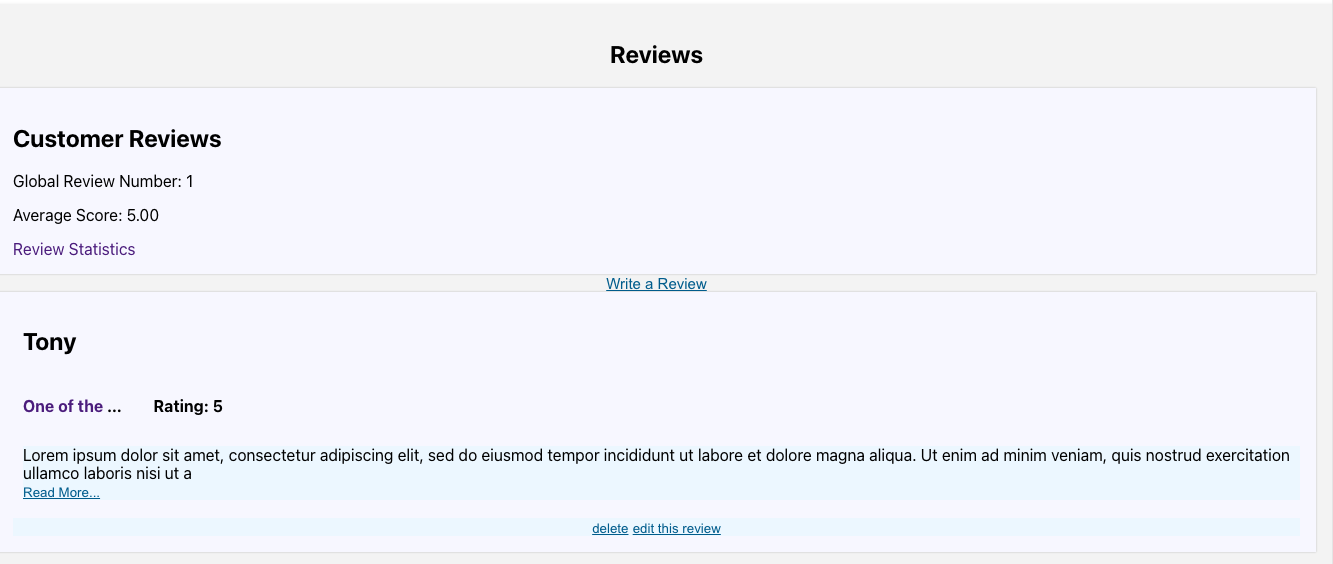 Reviews
Customer Reviews
Global Review Number: 1
Average Score: 5.00
Review Statistics
Write a Review
Tony
One of the ... Rating: 5
Lorem ipsum dolor sit amet, consectetur adipiscing elit, sed do eiusmod tempor incididunt ut labore et dolore magna aliqua. Ut enim ad minim veniam, quis nostrud exercitation
ullamco laboris nisi ut a
Read More...
delete edit this review